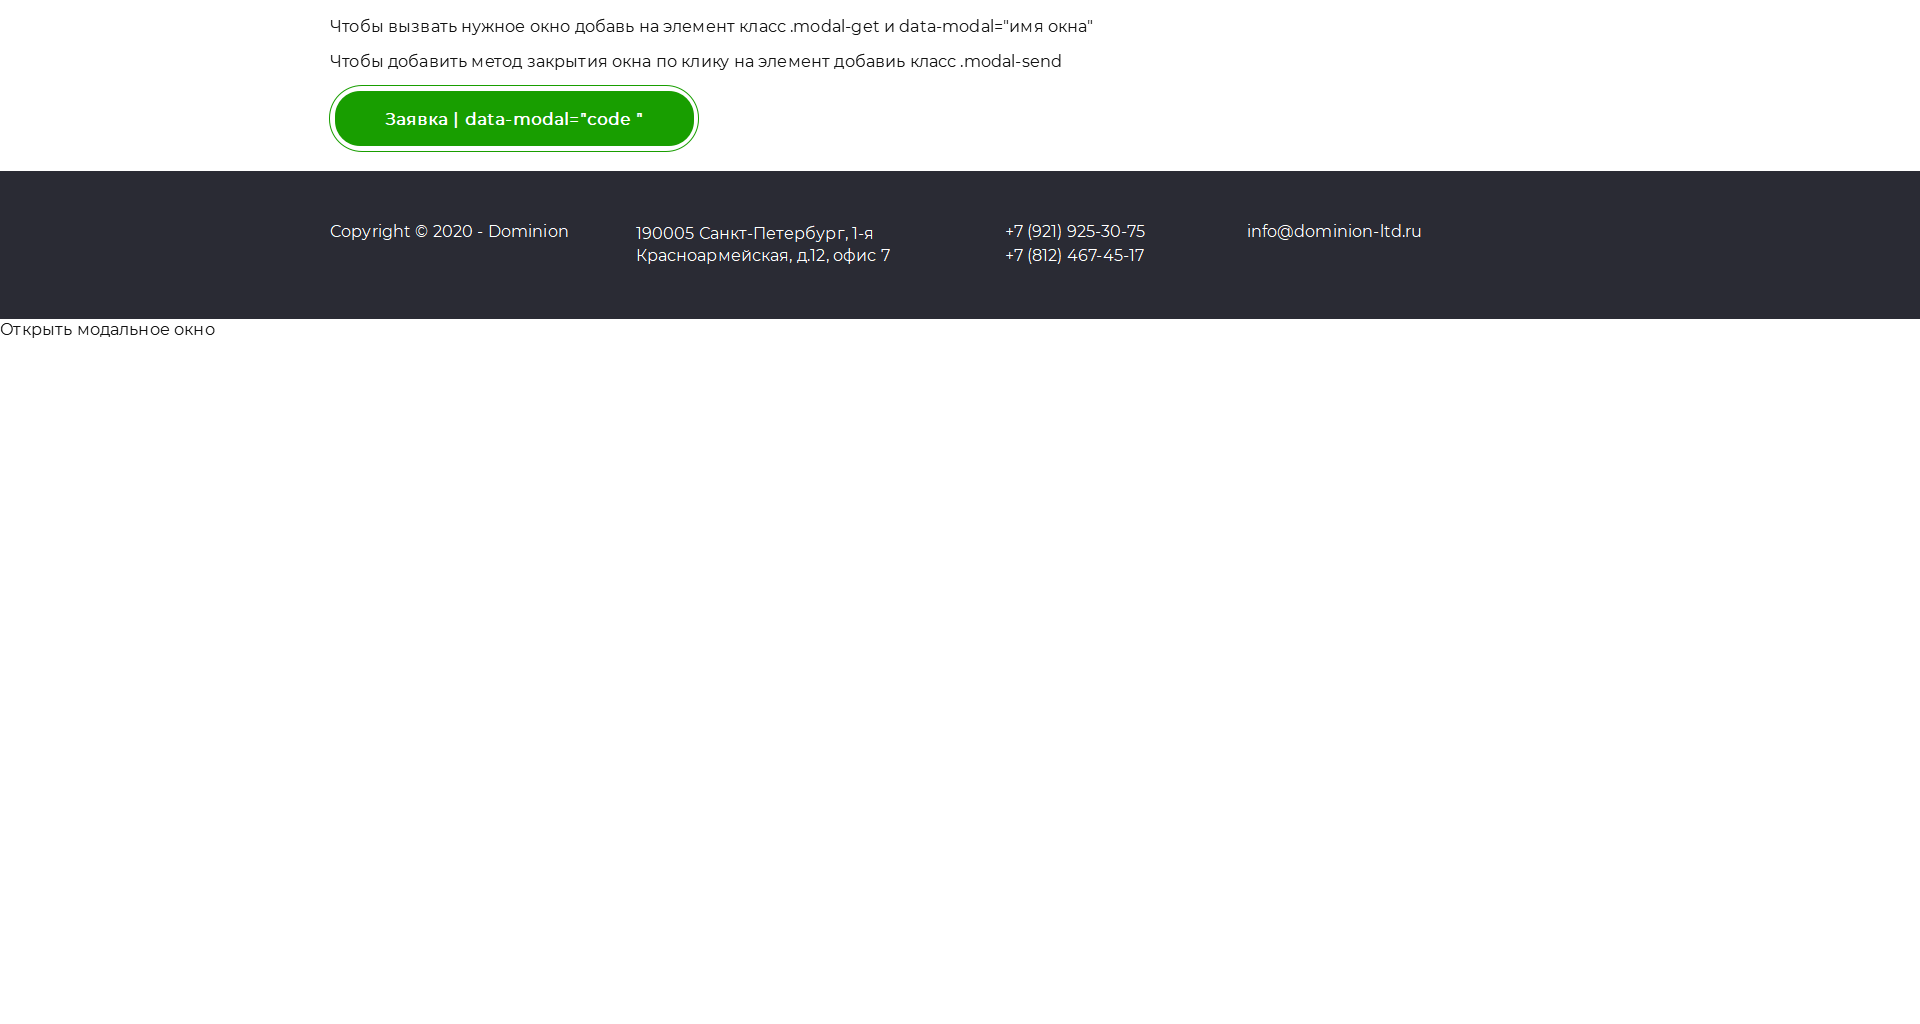 Чтобы вызвать нужное окно добавь на элемент класс .modal-get и data-modal="имя окна"
Чтобы добавить метод закрытия окна по клику на элемент добавиь класс .modal-send
Заявка | data-modal="code "
Copyright © 2020 - Dominion
190005 Санкт-Петербург, 1-я
Красноармейская, д.12, офис 7
+7 (921) 925-30-75
+7 (812) 467-45-17
info@dominion-ltd.ru
Открыть модальное окно